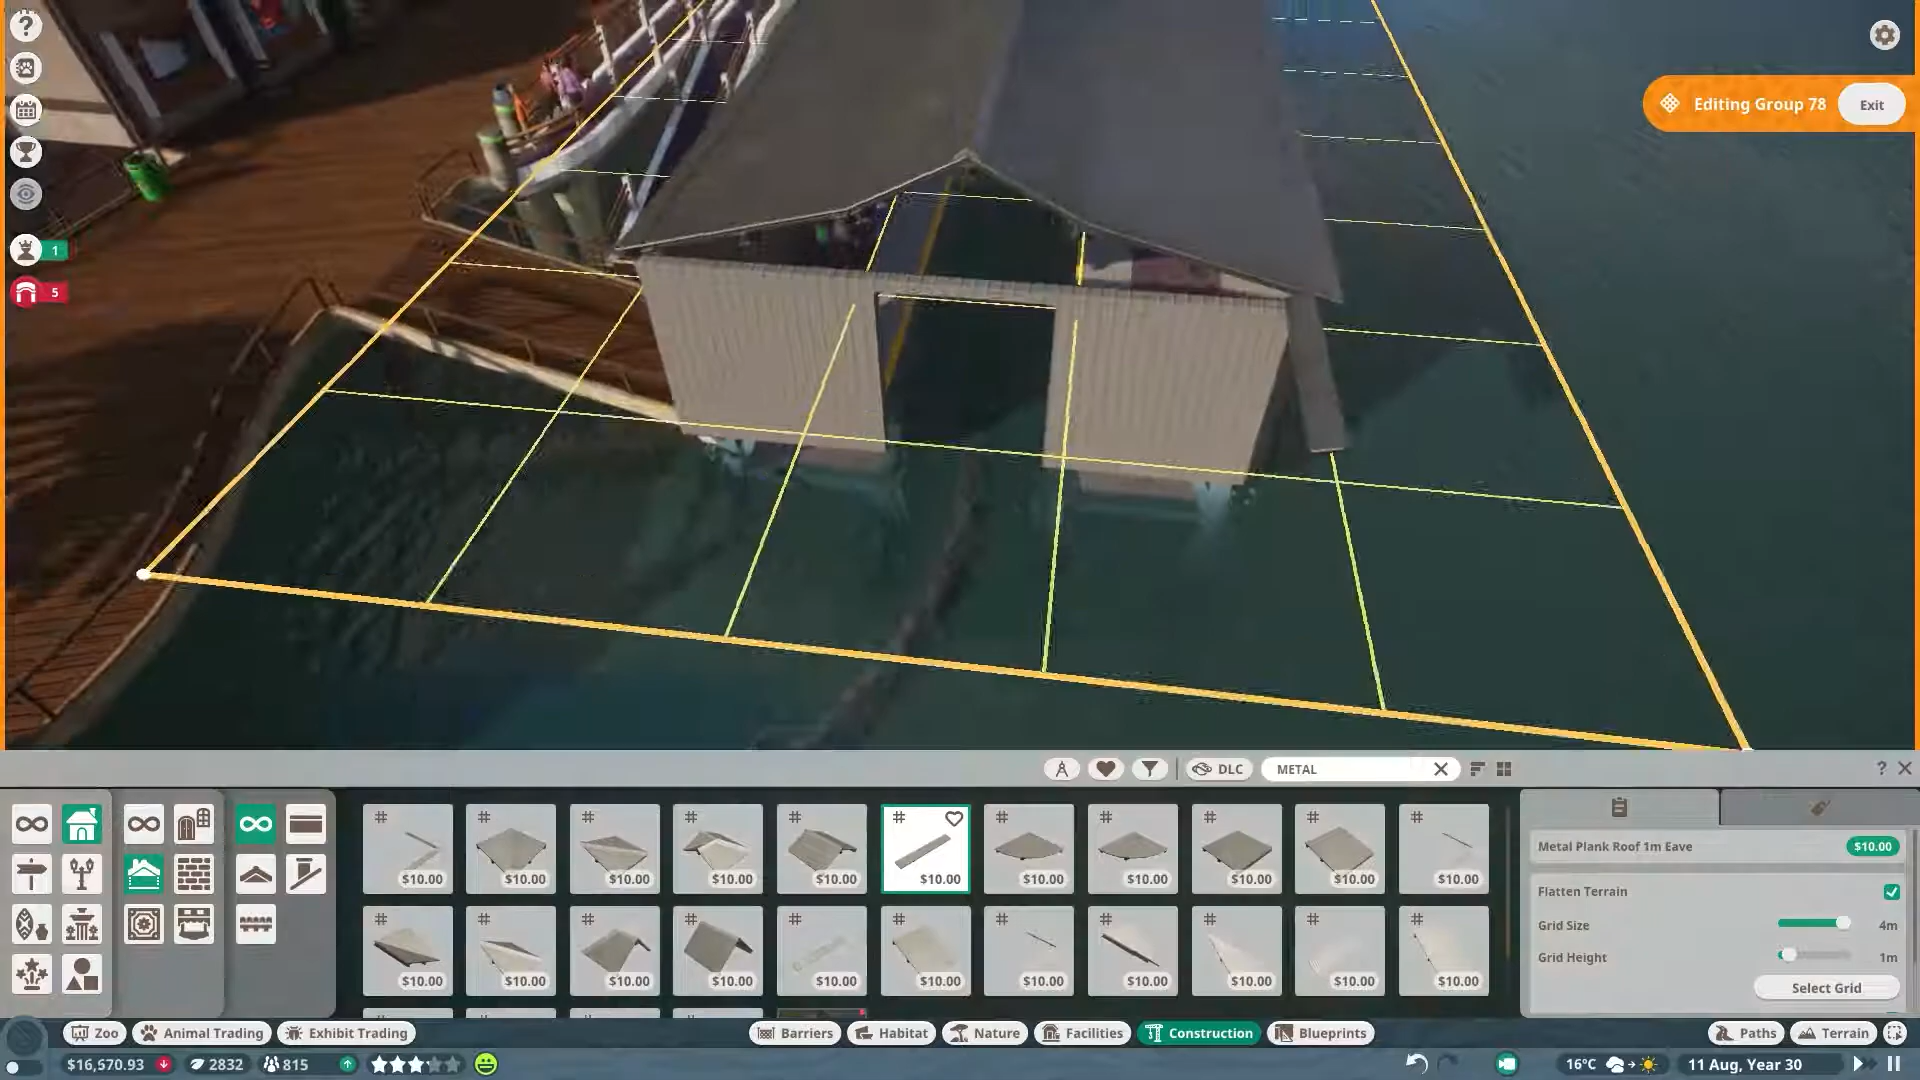 ?
Editing Group 78
Exit
1
5
DLC
METAL
?
$10.00 $10.00 $10.00 $10.00 $10.00 $10.00 $10.00 $10.00 $10.00 $10.00 $10.00
$10.00 $10.00 $10.00 $10.00 $10.00 $10.00 $10.00 $10.00 $10.00 $10.00 $10.00
Metal Plank Roof 1m Eave
$10.00
Flatten Terrain
Grid Size
4m
Grid Height
1m
Select Grid
Zoo
Animal Trading
Exhibit Trading
Barriers
Habitat
Nature
Facilities
Construction
Blueprints
Paths
Terrain
$16,670.93
2832
815
16°C
11 Aug, Year 30